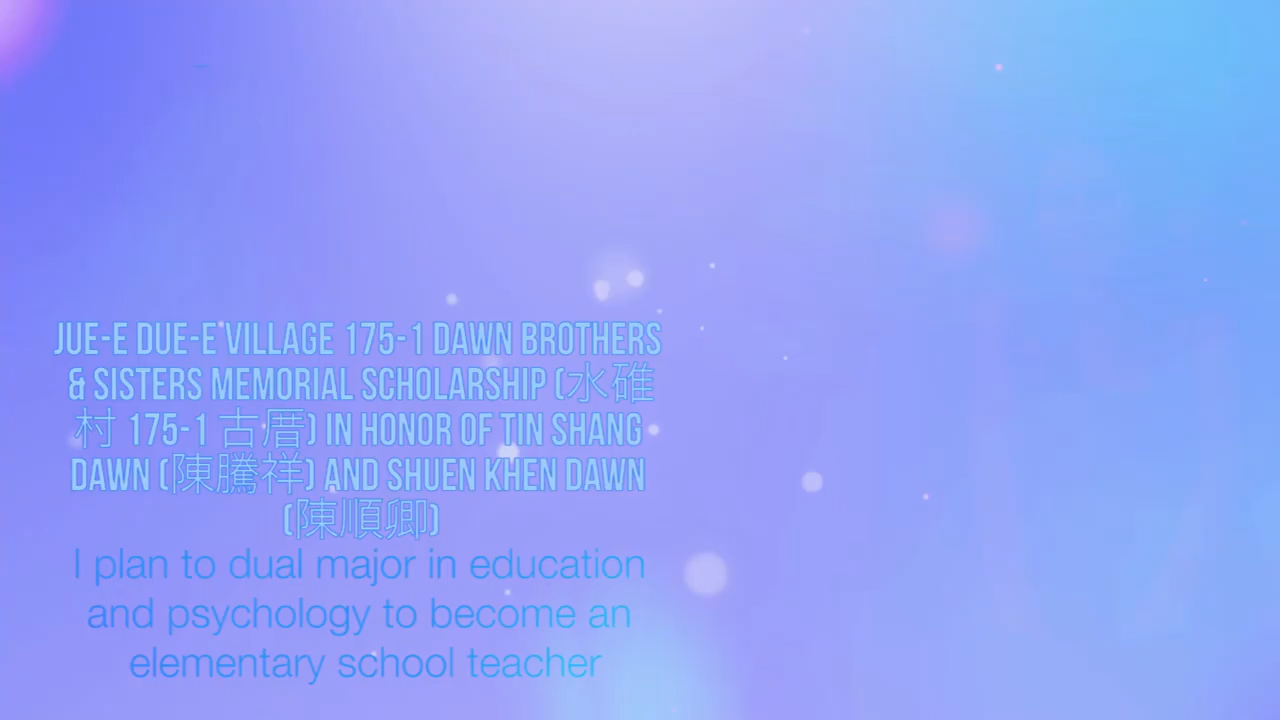 JUE-E DUE-E VILLAGE 175-1 DAWN BROTHERS
& SISTERS MEMORIAL SCHOLARSHIP (水碓
村 175-1 古厝) IN HONOR OF TIN SHANG
DAWN (陳騰祥) AND SHUEN KHEN DAWN
(陳順卿)
I plan to dual major in education
and psychology to become an
elementary school teacher